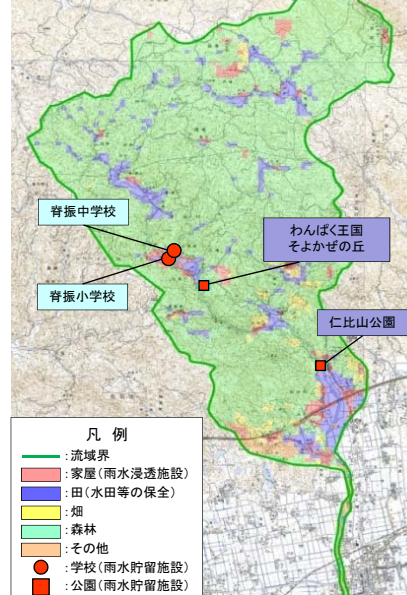 脊振中学校
わんぱく王国
そよかぜの丘
脊振小学校
仁比山公園
凡 例
:流域界
:家屋(雨水浸透施設)
:田(水田等の保全)
:畑
:森林
:その他
:学校(雨水貯留施設)
:公園(雨水貯留施設)